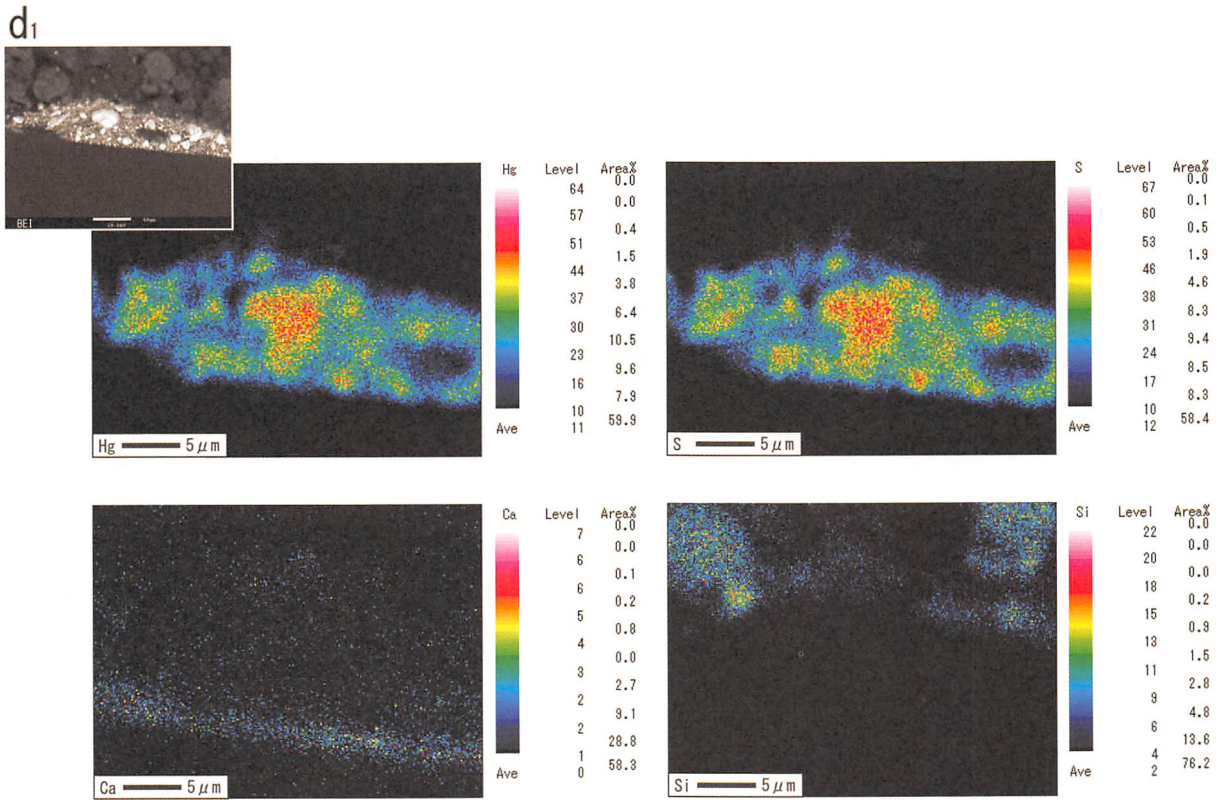 d1
BEI
Hg Level Area%
64 0.0
57 0.0
51 0.4
44 1.5
37 3.8
30 6.4
23 10.5
16 9.6
10 7.9
Ave 11 59.9
Hg 5μm
S Level Area%
67 0.0
60 0.1
53 0.5
46 1.9
38 4.6
31 8.3
24 9.4
17 8.5
10 8.3
Ave 12 58.4
S 5μm
Ca Level Area%
7 0.0
6 0.0
6 0.1
5 0.2
4 0.8
3 0.0
2 2.7
2 9.1
1 28.8
Ave 0 58.3
Ca 5μm
Si Level Area%
22 0.0
20 0.0
18 0.0
15 0.2
13 0.9
11 1.5
9 2.8
6 4.8
4 13.6
Ave 2 76.2
Si 5μm